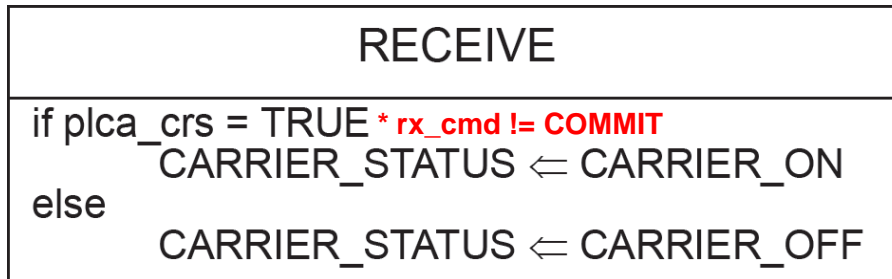 RECEIVE
if plca_crs = TRUE * rx_cmd != COMMIT
CARRIER_STATUS ⇐ CARRIER_ON
else
CARRIER_STATUS ⇐ CARRIER_OFF